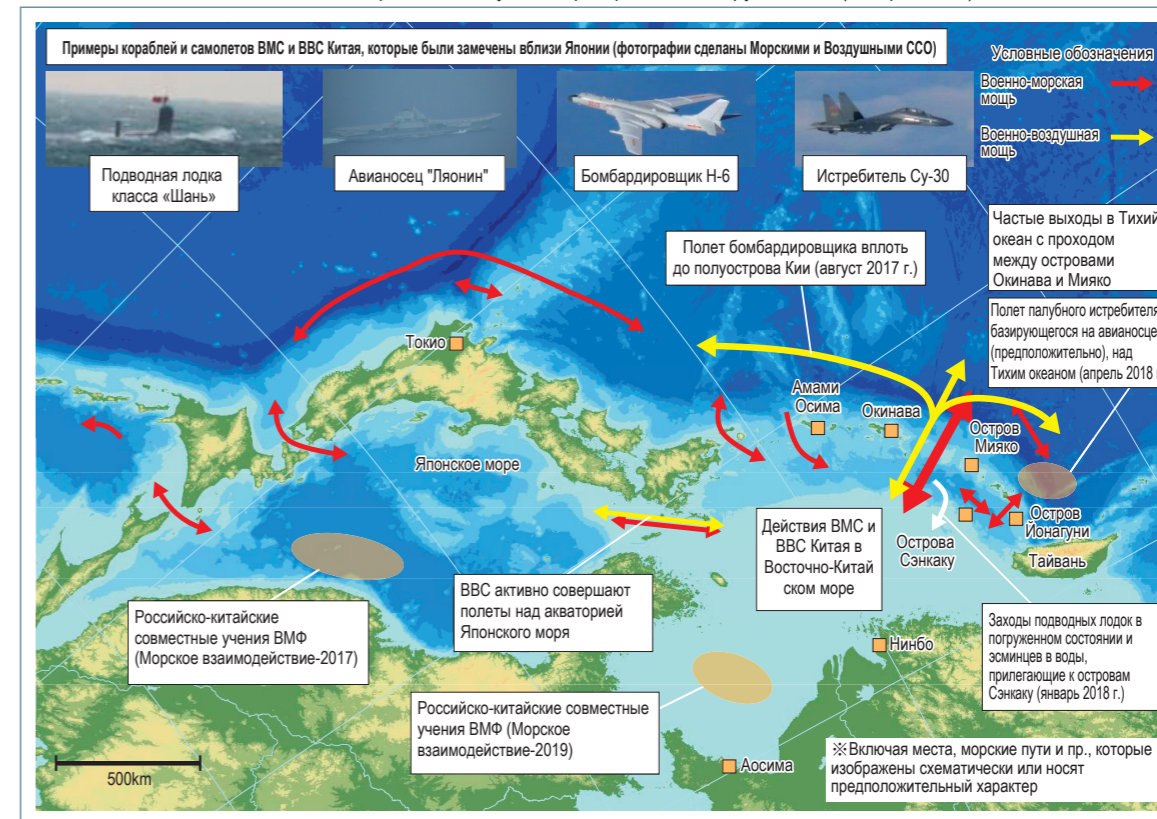 Примеры кораблей и самолетов ВМС и ВВС Китая, которые были замечены вблизи Японии (фотографии сделаны Морскими и Воздушными ССО)
Условные обозначения
Военно-морская
мощь
Военно-воздушная
мощь
Подводная лодка
класса «Шань»
Авианосец "Ляонин"
Бомбардировщик H-6
Истребитель Су-30
Частые выходы в Тихий
океан с проходом
между островами
Окинава и Мияко
Полет бомбардировщика вплоть
до полуострова Кии (август 2017 г.)
Полет палубного истребителя
базирующегося на авианосце
(предположительно), над
Тихим океаном (апрель 2018
Токио
Амами
Осима
Окинава
Остров
Мияко
Японское море
Остров
Йонагуни
Острова
Сэнкаку
Тайвань
Действия ВМС и
ВВС Китая в
Восточно-Китай
ском море
ВВС активно совершают
полеты над акваторией
Японского моря
Российско-китайские
совместные учения ВМФ
(Морское взаимодействие-2017)
Заходы подводных лодок в
погруженном состоянии и
эсминцев в воды,
прилегающие к островам
Сэнкаку (январь 2018 г.)
Нинбо
Российско-китайские совместные
учения ВМФ (Морское
взаимодействие-2019)
Аосима
500km
※Включая места, морские пути и пр., которые
изображены схематически или носят
предположительный характер